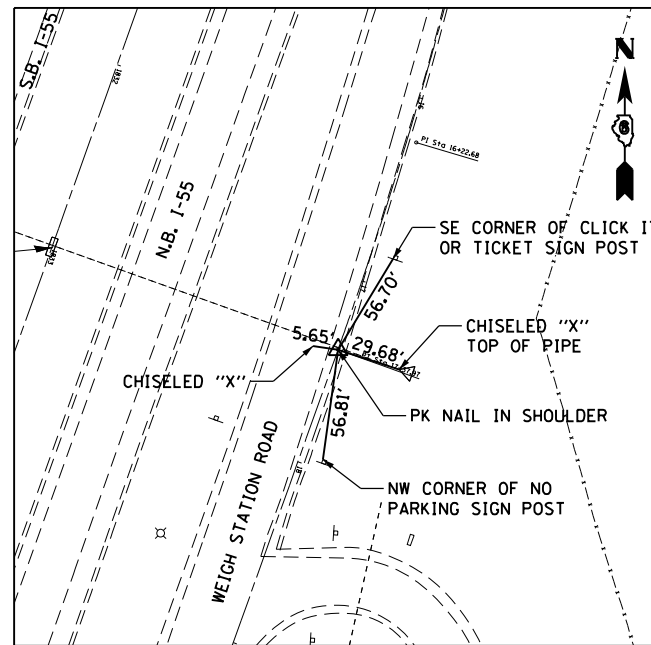 S.B. I-55
1832
N
6
N.B. I-55
PI Sta 16+22.68
SE CORNER OF CLICK IT
OR TICKET SIGN POST
56.70'
5.65'
29.68'
CHISELED "X"
TOP OF PIPE
CHISELED "X"
PK NAIL IN SHOULDER
56.81'
WEIGH STATION ROAD
NW CORNER OF NO
PARKING SIGN POST